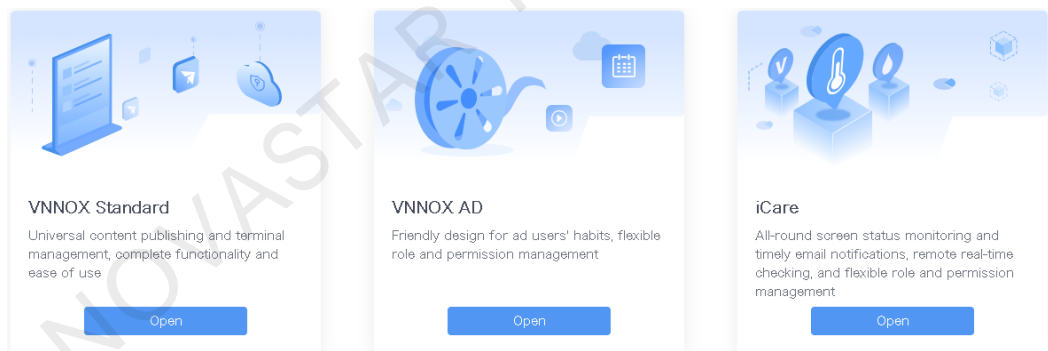 VNNOX Standard
Universal content publishing and terminal
management, complete functionality and
ease of use
Open
VNNOX AD
Friendly design for ad users' habits, flexible
role and permission management
Open
iCare
All-round screen status monitoring and
timely email notifications, remote real-time
checking, and flexible role and permission
management
Open
NOVASTAR